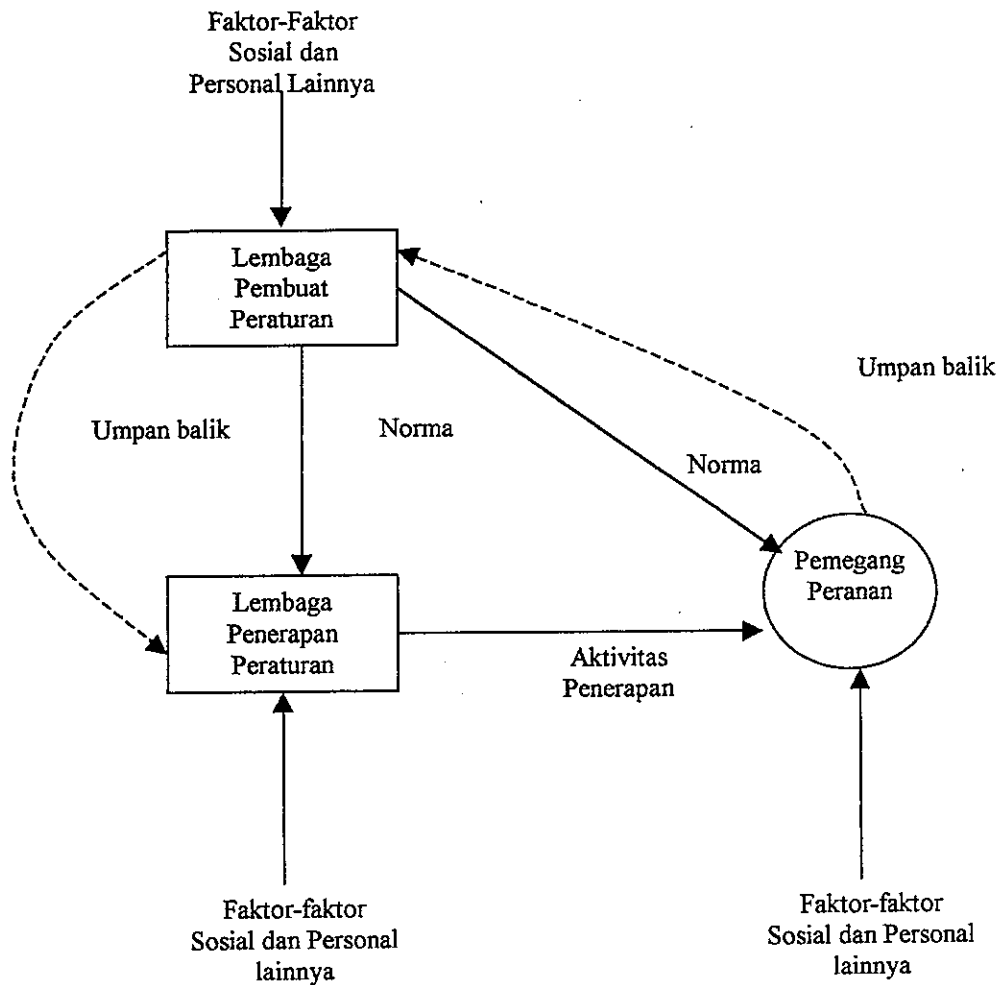 Faktor-Faktor
Sosial dan
Personal Lainnya
Lembaga
Pembuat
Peraturan
Umpan balik
Umpan balik
Norma
Norma
Pemegang
Peranan
Lembaga
Penerapan
Peraturan
Aktivitas
Penerapan
Faktor-faktor
Sosial dan Personal
lainnya
Faktor-faktor
Sosial dan Personal
lainnya